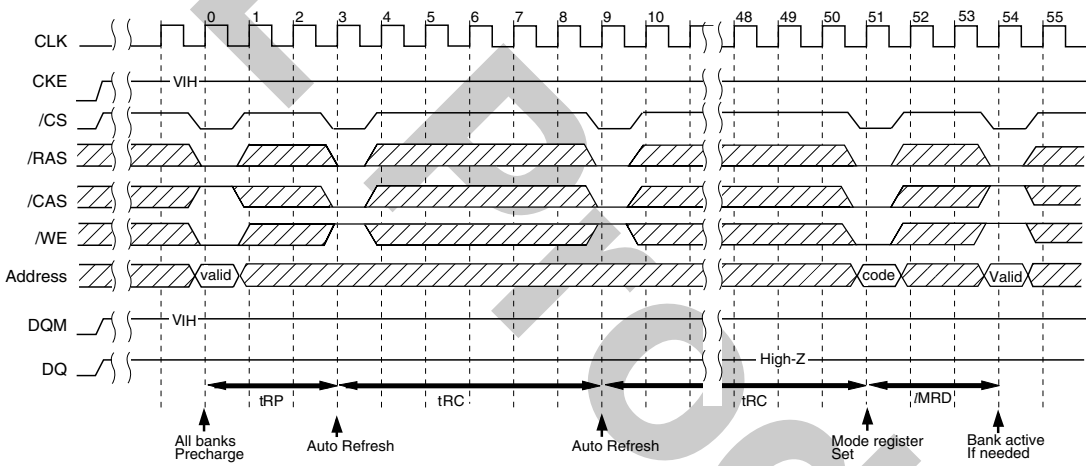 0 1 2 3 4 5 6 7 8 9 10 48 49 50 51 52 53 54 55
CLK
CKE VIH
/CS
/RAS
/CAS
/WE
Address valid code Valid
DQM VIH
DQ High-Z
tRP tRC tRC lMRD
All banks
Precharge
Auto Refresh
Auto Refresh
Mode register
Set
Bank active
If needed